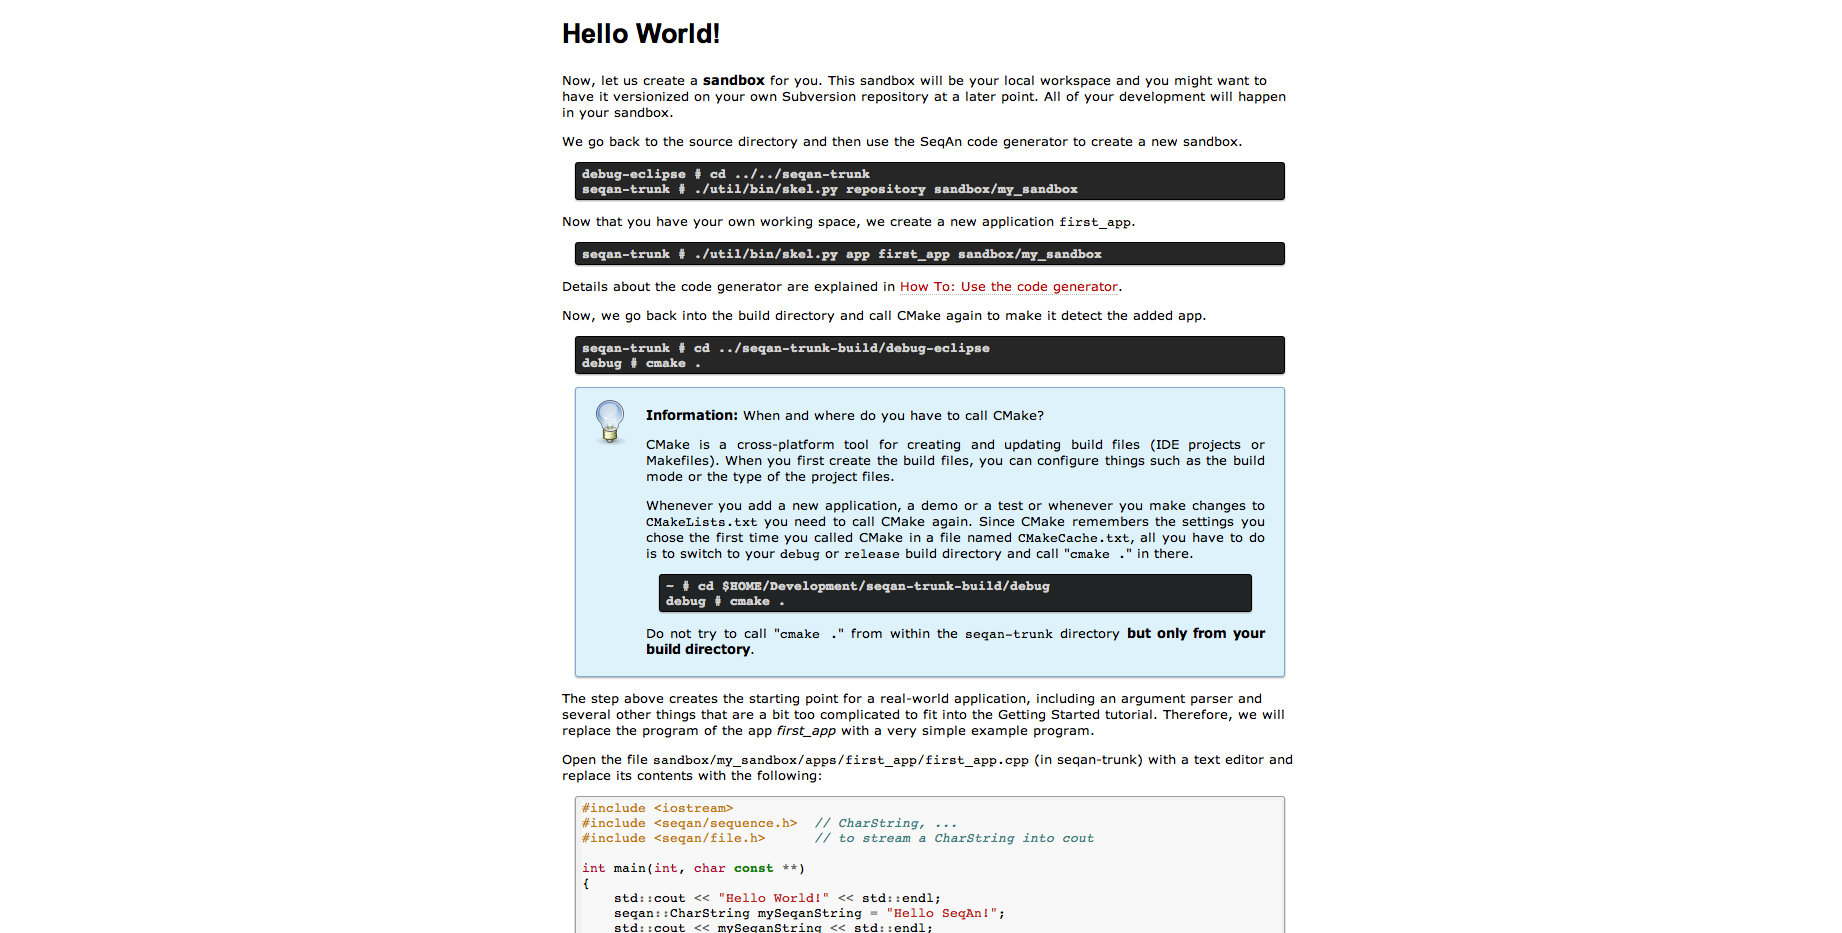 Hello World!
Now, let us create a sandbox for you. This sandbox will be your local workspace and you might want to
have it versionized on your own Subversion repository at a later point. All of your development will happen
in your sandbox.
We go back to the source directory and then use the SeqAn code generator to create a new sandbox.
debug-eclipse # cd ../../seqan-trunk
seqan-trunk # ./util/bin/skel.py repository sandbox/my_sandbox
Now that you have your own working space, we create a new application first_app.
seqan-trunk # ./util/bin/skel.py app first_app sandbox/my_sandbox
Details about the code generator are explained in How To: Use the code generator.
Now, we go back into the build directory and call CMake again to make it detect the added app.
seqan-trunk # cd ../seqan-trunk-build/debug-eclipse
debug # cmake .
Information: When and where do you have to call CMake?
CMake is a cross-platform tool for creating and updating build files (IDE projects or
Makefiles). When you first create the build files, you can configure things such as the build
mode or the type of the project files.
Whenever you add a new application, a demo or a test or whenever you make changes to
CMakeLists.txt you need to call CMake again. Since CMake remembers the settings you
chose the first time you called CMake in a file named CMakeCache.txt, all you have to do
is to switch to your debug or release build directory and call "cmake ." in there.
~ # cd $HOME/Development/seqan-trunk-build/debug
debug # cmake .
Do not try to call "cmake ." from within the seqan-trunk directory but only from your
build directory.
The step above creates the starting point for a real-world application, including an argument parser and
several other things that are a bit too complicated to fit into the Getting Started tutorial. Therefore, we will
replace the program of the app first_app with a very simple example program.
Open the file sandbox/my_sandbox/apps/first_app/first_app.cpp (in seqan-trunk) with a text editor and
replace its contents with the following:
#include <iostream>
#include <seqan/sequence.h>  // CharString, ...
#include <seqan/file.h>      // to stream a CharString into cout
int main(int, char const **)
{
    std::cout << "Hello World!" << std::endl;
    seqan::CharString mySeqanString = "Hello SeqAn!";
    std::cout << mySeqanString << std::endl;